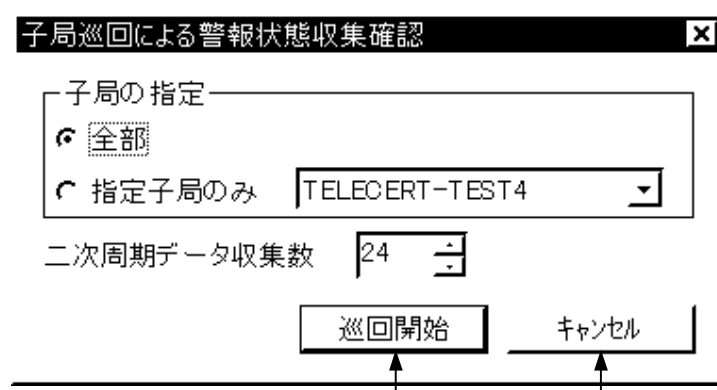 子局巡回による警報状態収集確認
子局の指定
全部
指定子局のみ TELECERT-TEST4
二次周期データ収集数 24
巡回開始 キャンセル